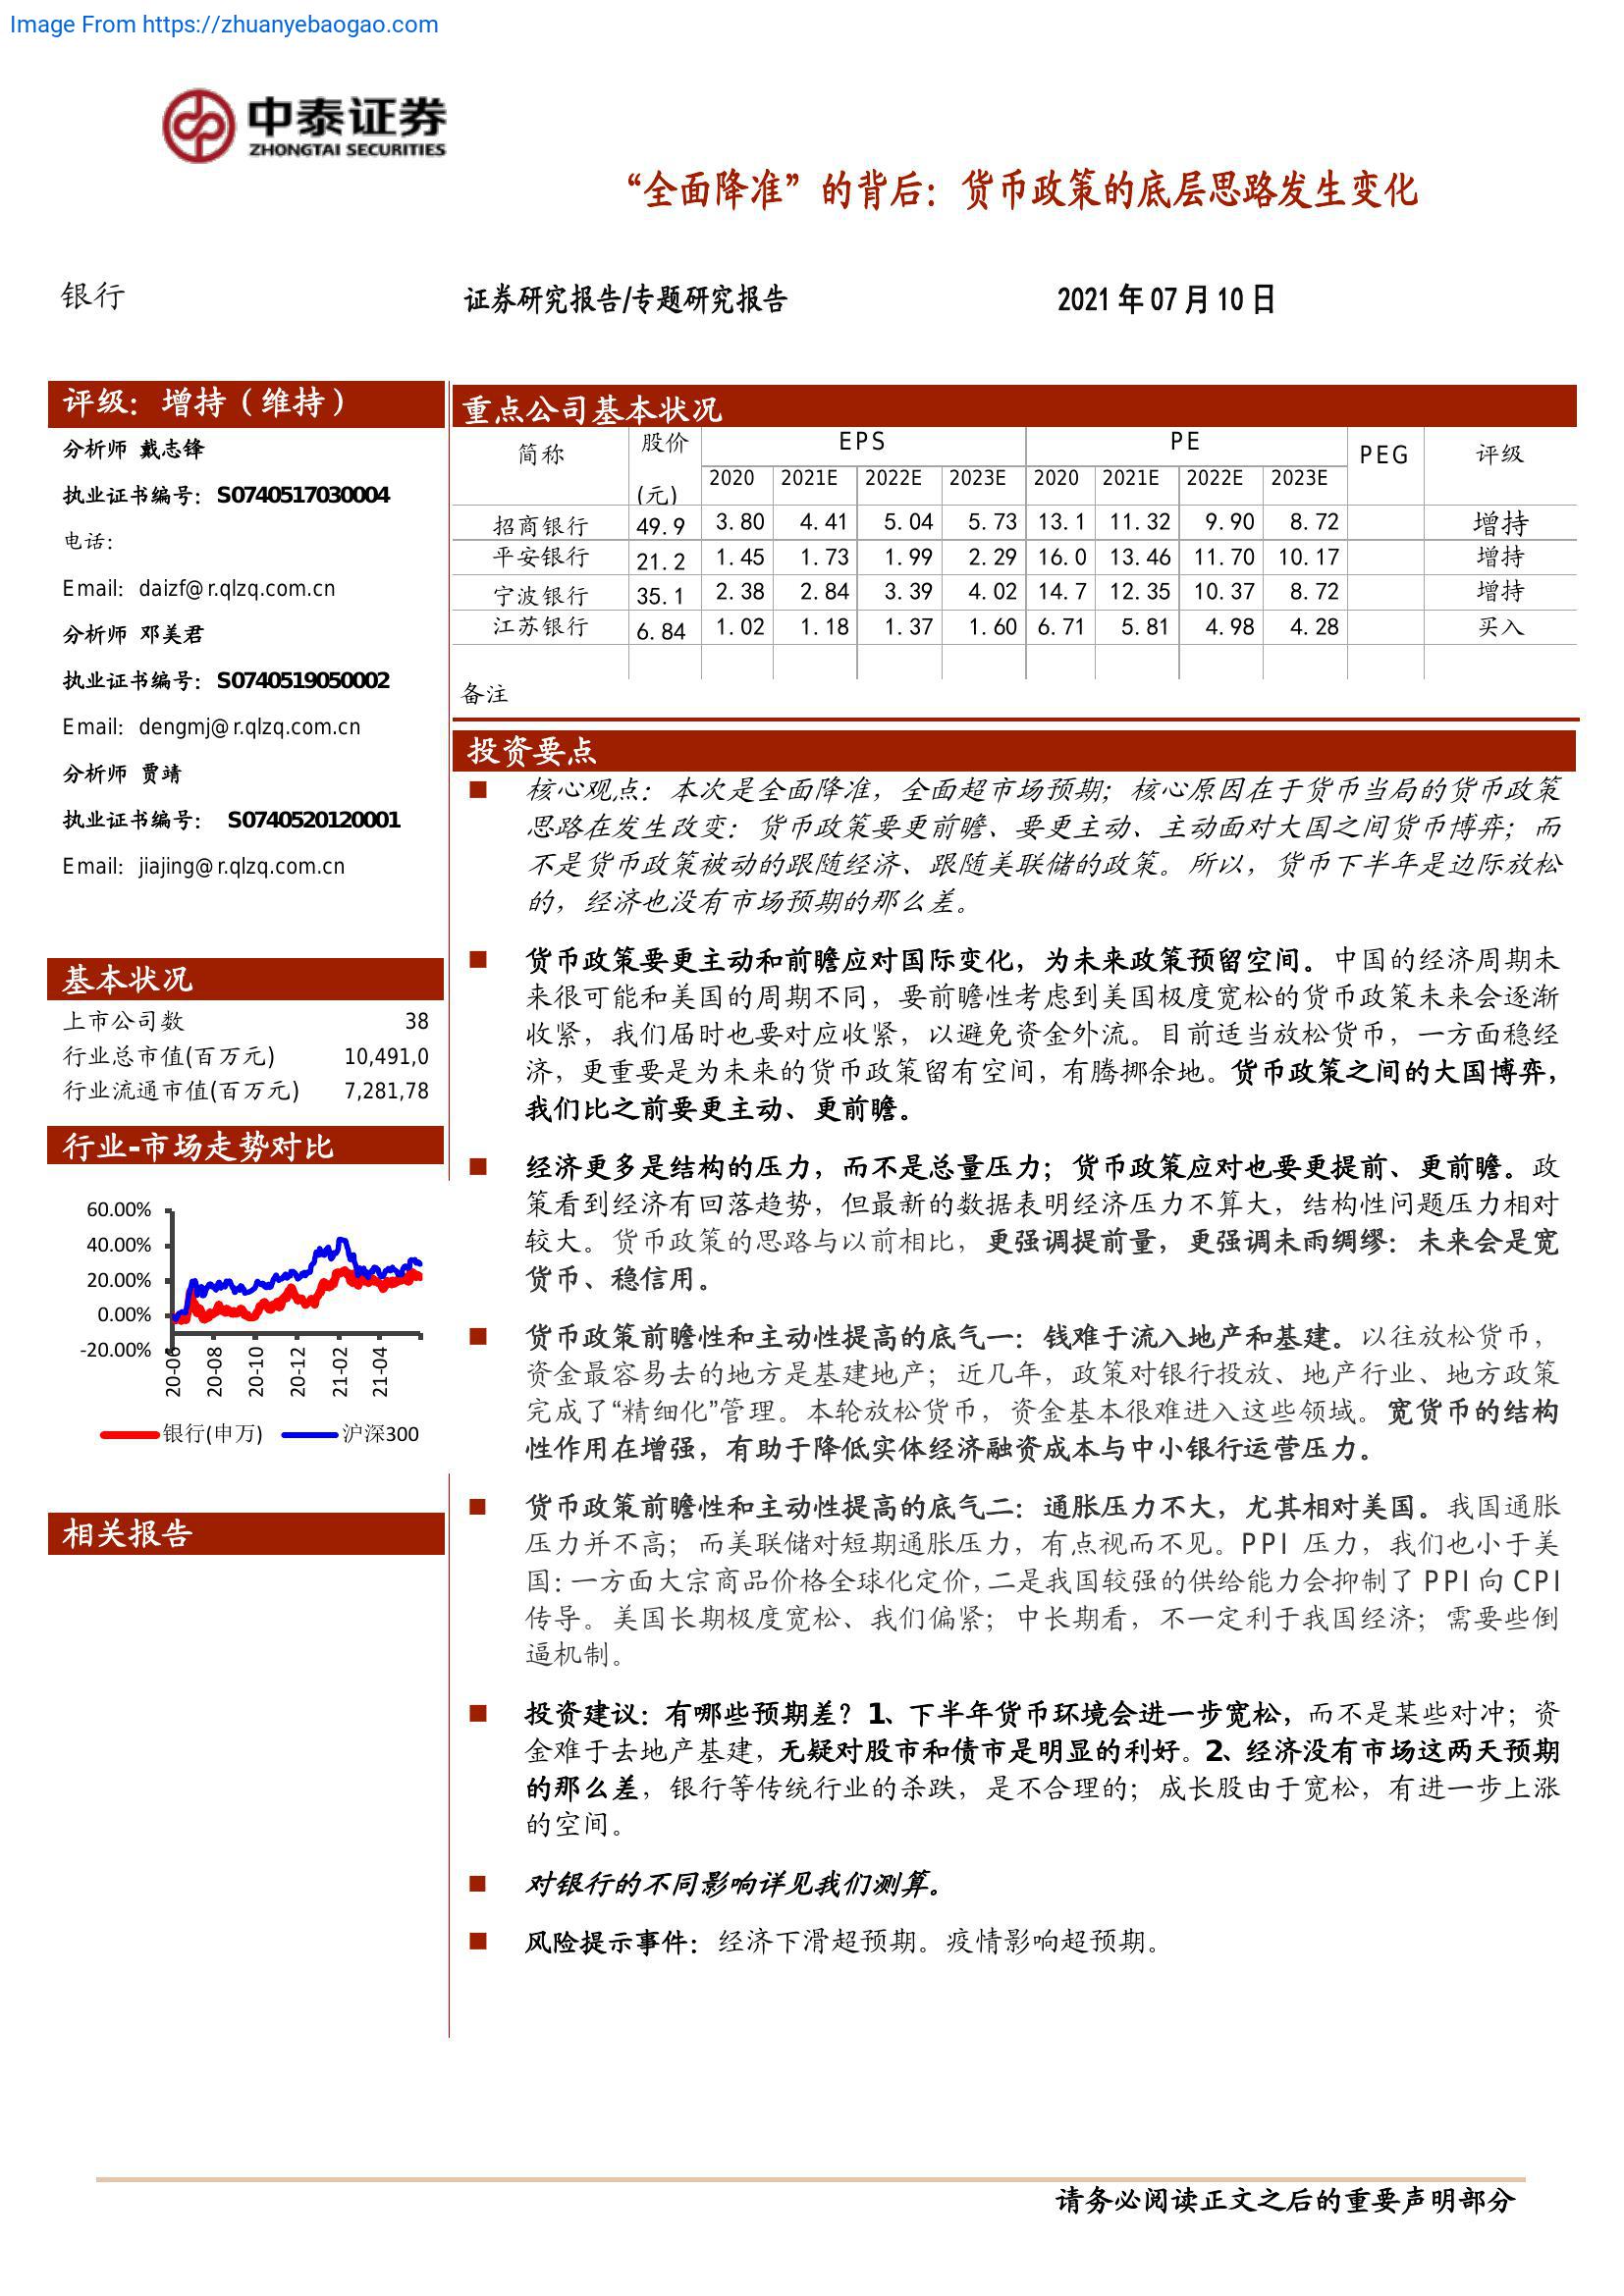 Image From https://zhuanyebaogao.com
中泰证券
ZHONGTAI SECURITIES
“全面降准”的背后：货币政策的底层思路发生变化
银行
证券研究报告/专题研究报告
2021 年 07 月 10 日
评级：增持（维持）
分析师 戴志锋
执业证书编号：S0740517030004
电话：
Email：daizf@r.qlzq.com.cn
分析师 邓美君
执业证书编号：S0740519050002
Email：dengmj@r.qlzq.com.cn
分析师 贾靖
执业证书编号： S0740520120001
Email：jiajing@r.qlzq.com.cn
基本状况
上市公司数 38
行业总市值(百万元) 10,491,0
行业流通市值(百万元) 7,281,78
行业-市场走势对比
60.00%
40.00%
20.00%
0.00%
-20.00%
20-06 20-08 20-10 20-12 21-02 21-04
银行(申万) 沪深300
相关报告
重点公司基本状况
简称 股价 EPS PE PEG 评级
(元) 2020 2021E 2022E 2023E 2020 2021E 2022E 2023E
招商银行 49.9 3.80 4.41 5.04 5.73 13.1 11.32 9.90 8.72 增持
平安银行 21.2 1.45 1.73 1.99 2.29 16.0 13.46 11.70 10.17 增持
宁波银行 35.1 2.38 2.84 3.39 4.02 14.7 12.35 10.37 8.72 增持
江苏银行 6.84 1.02 1.18 1.37 1.60 6.71 5.81 4.98 4.28 买入
备注
投资要点
核心观点：本次是全面降准，全面超市场预期；核心原因在于货币当局的货币政策
思路在发生改变：货币政策要更前瞻、要更主动、主动面对大国之间货币博弈；而
不是货币政策被动的跟随经济、跟随美联储的政策。所以，货币下半年是边际放松
的，经济也没有市场预期的那么差。
货币政策要更主动和前瞻应对国际变化，为未来政策预留空间。中国的经济周期未
来很可能和美国的周期不同，要前瞻性考虑到美国极度宽松的货币政策未来会逐渐
收紧，我们届时也要对应收紧，以避免资金外流。目前适当放松货币，一方面稳经
济，更重要是为未来的货币政策留有空间，有腾挪余地。货币政策之间的大国博弈，
我们比之前要更主动、更前瞻。
经济更多是结构的压力，而不是总量压力；货币政策应对也要更提前、更前瞻。政
策看到经济有回落趋势，但最新的数据表明经济压力不算大，结构性问题压力相对
较大。货币政策的思路与以前相比，更强调提前量，更强调未雨绸缪：未来会是宽
货币、稳信用。
货币政策前瞻性和主动性提高的底气一：钱难于流入地产和基建。以往放松货币，
资金最容易去的地方是基建地产；近几年，政策对银行投放、地产行业、地方政策
完成了“精细化”管理。本轮放松货币，资金基本很难进入这些领域。宽货币的结构
性作用在增强，有助于降低实体经济融资成本与中小银行运营压力。
货币政策前瞻性和主动性提高的底气二：通胀压力不大，尤其相对美国。我国通胀
压力并不高；而美联储对短期通胀压力，有点视而不见。PPI 压力，我们也小于美
国：一方面大宗商品价格全球化定价，二是我国较强的供给能力会抑制了 PPI 向 CPI
传导。美国长期极度宽松、我们偏紧；中长期看，不一定利于我国经济；需要些倒
逼机制。
投资建议：有哪些预期差？1、下半年货币环境会进一步宽松，而不是某些对冲；资
金难于去地产基建，无疑对股市和债市是明显的利好。2、经济没有市场这两天预期
的那么差，银行等传统行业的杀跌，是不合理的；成长股由于宽松，有进一步上涨
的空间。
对银行的不同影响详见我们测算。
风险提示事件：经济下滑超预期。疫情影响超预期。
请务必阅读正文之后的重要声明部分